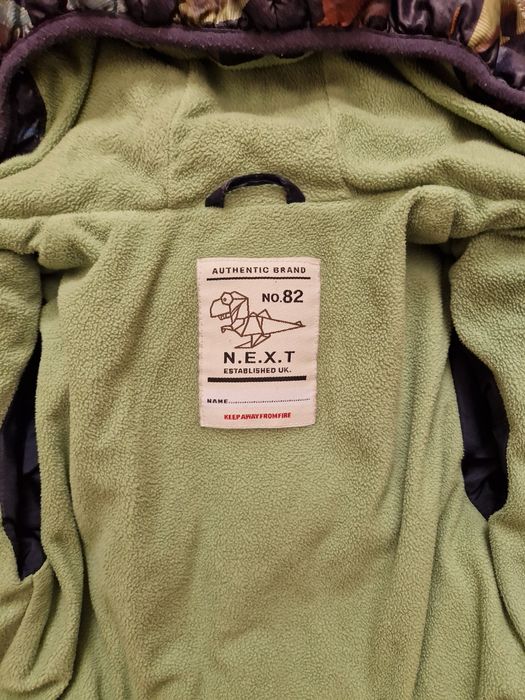 AUTHENTIC BRAND
NO.82
N.E.X.T
ESTABLISHED UK.
NAME........................................
KEEP AWAY FROM FIRE